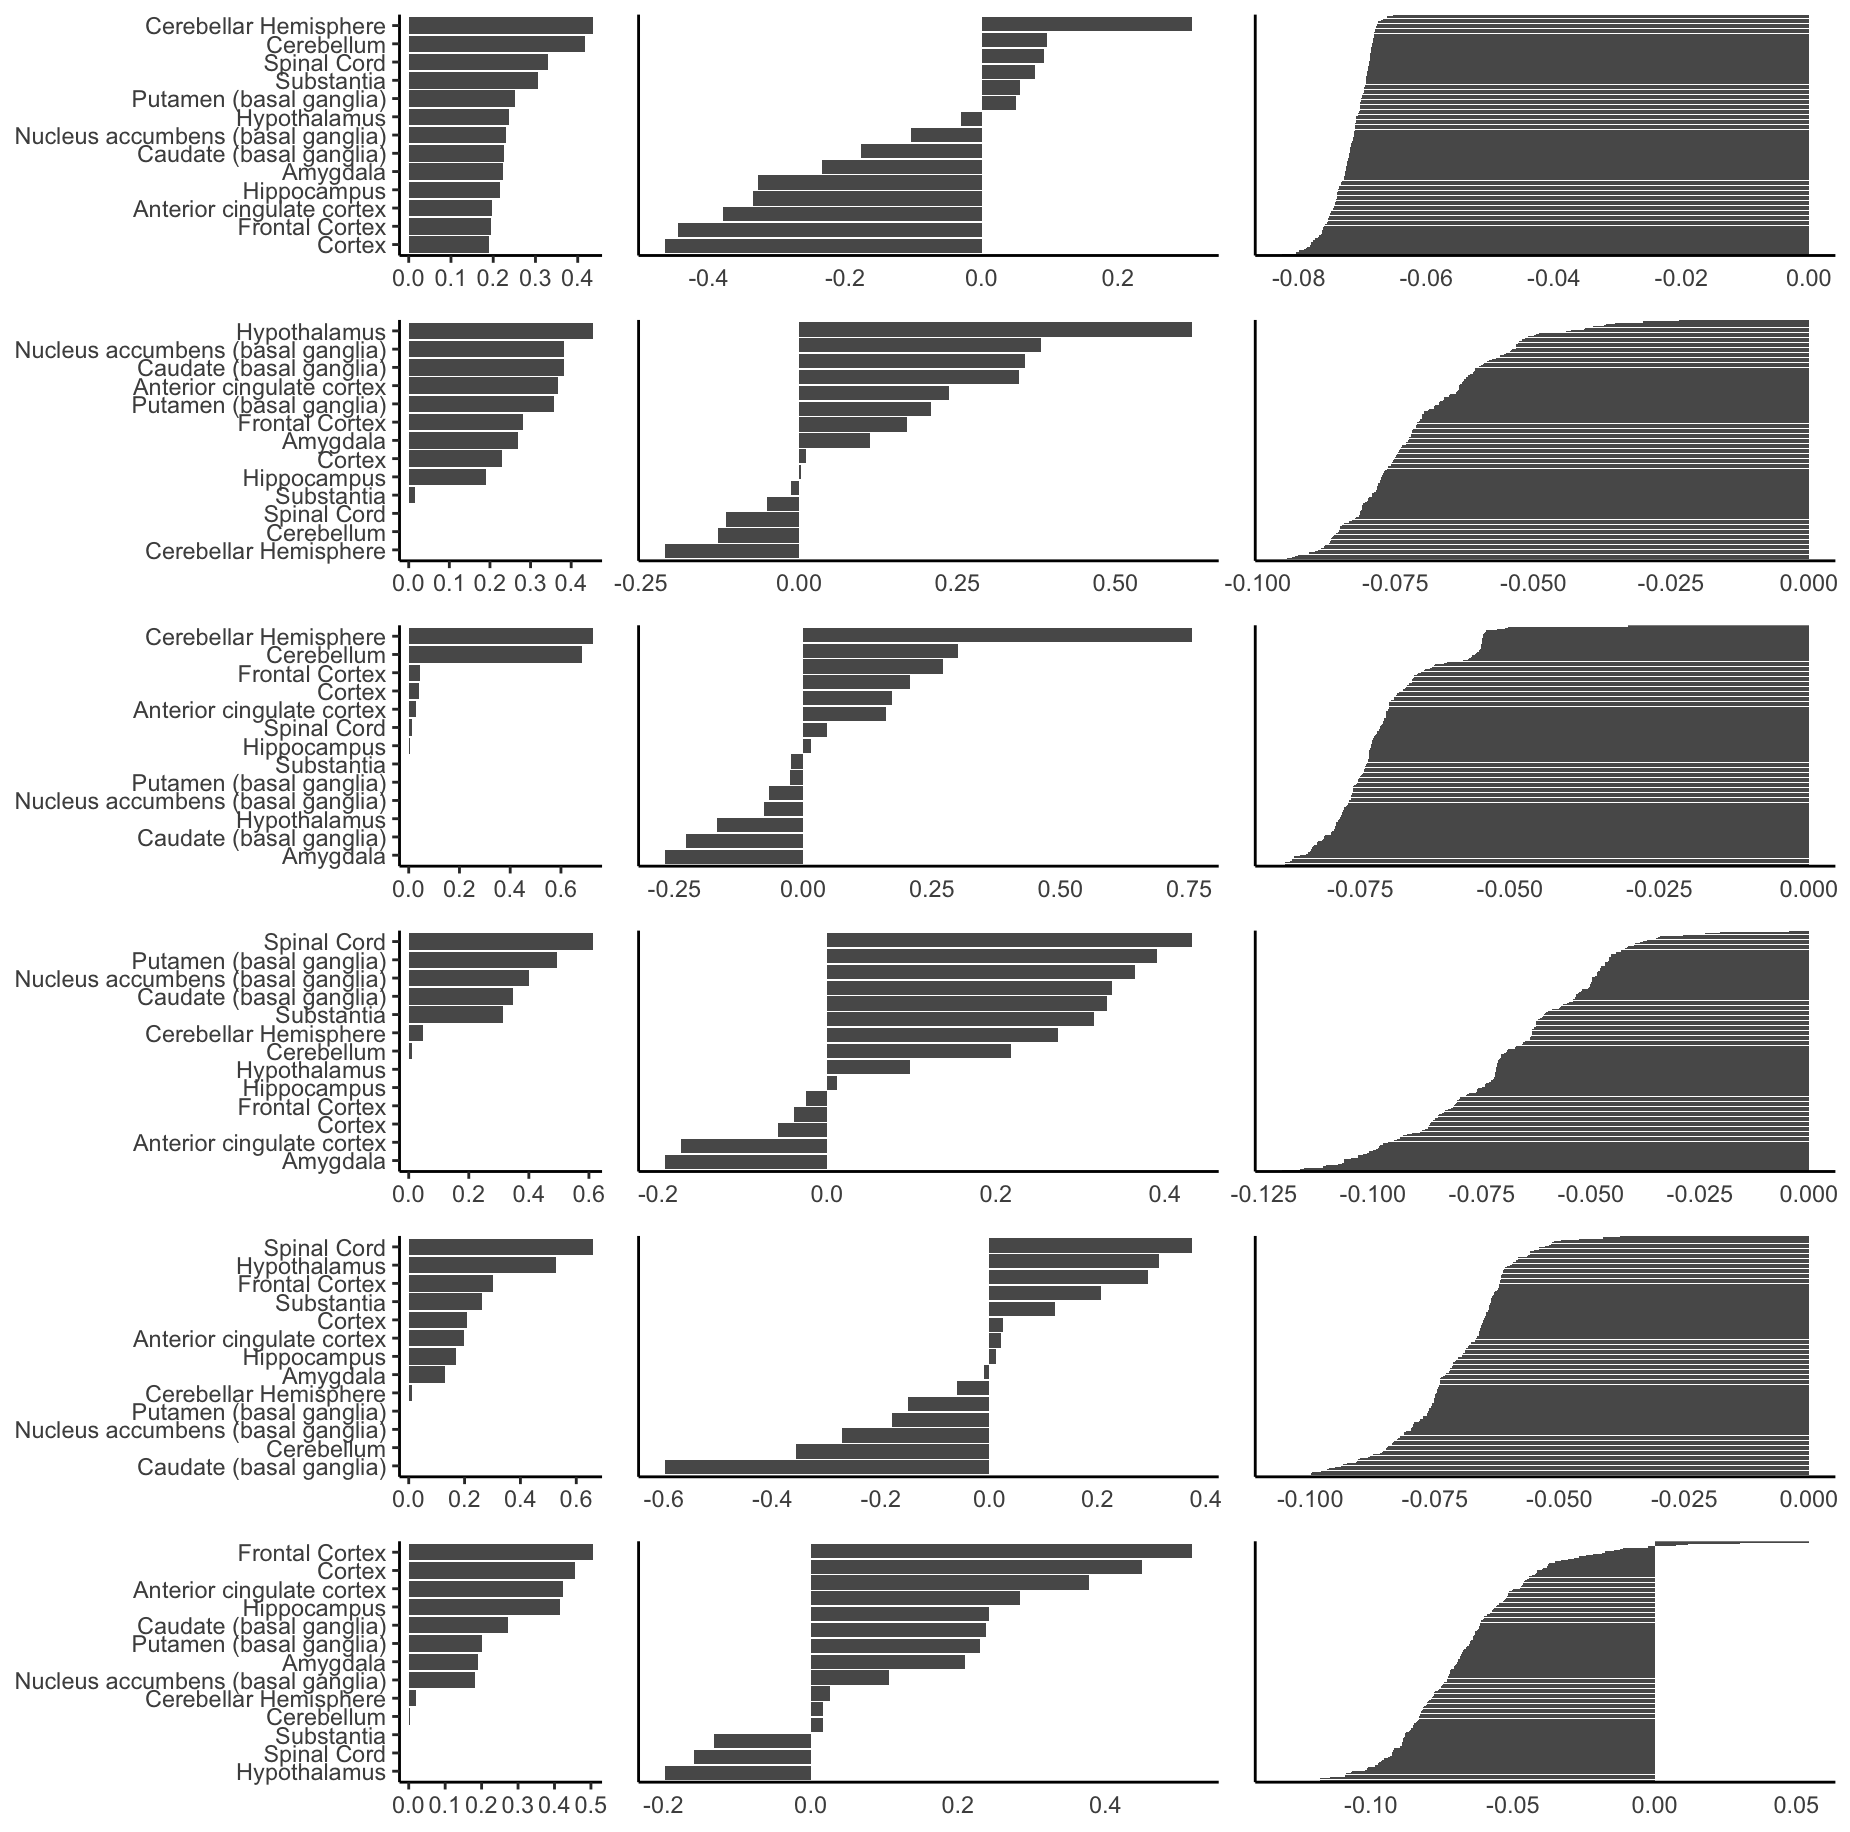 Cerebellar Hemisphere
Cerebellum
Spinal Cord
Substantia
Putamen (basal ganglia)
Hypothalamus
Nucleus accumbens (basal ganglia)
Caudate (basal ganglia)
Amygdala
Hippocampus
Anterior cingulate cortex
Frontal Cortex
Cortex
0.0 0.1 0.2 0.3 0.4
-0.4 -0.2 0.0 0.2
-0.08 -0.06 -0.04 -0.02 0.00
Hypothalamus
Nucleus accumbens (basal ganglia)
Caudate (basal ganglia)
Anterior cingulate cortex
Putamen (basal ganglia)
Frontal Cortex
Amygdala
Cortex
Hippocampus
Substantia
Spinal Cord
Cerebellum
Cerebellar Hemisphere
0.0 0.1 0.2 0.3 0.4
-0.25 0.00 0.25 0.50
-0.100 -0.075 -0.050 -0.025 0.000
Cerebellar Hemisphere
Cerebellum
Frontal Cortex
Cortex
Anterior cingulate cortex
Spinal Cord
Hippocampus
Substantia
Putamen (basal ganglia)
Nucleus accumbens (basal ganglia)
Hypothalamus
Caudate (basal ganglia)
Amygdala
0.0 0.2 0.4 0.6
-0.25 0.00 0.25 0.50 0.75
-0.075 -0.050 -0.025 0.000
Spinal Cord
Putamen (basal ganglia)
Nucleus accumbens (basal ganglia)
Caudate (basal ganglia)
Substantia
Cerebellar Hemisphere
Cerebellum
Hypothalamus
Hippocampus
Frontal Cortex
Cortex
Anterior cingulate cortex
Amygdala
0.0 0.2 0.4 0.6
-0.2 0.0 0.2 0.4
-0.125 -0.100 -0.075 -0.050 -0.025 0.000
Spinal Cord
Hypothalamus
Frontal Cortex
Substantia
Cortex
Anterior cingulate cortex
Hippocampus
Amygdala
Cerebellar Hemisphere
Putamen (basal ganglia)
Nucleus accumbens (basal ganglia)
Cerebellum
Caudate (basal ganglia)
0.0 0.2 0.4 0.6
-0.6 -0.4 -0.2 0.0 0.2 0.4
-0.100 -0.075 -0.050 -0.025 0.000
Frontal Cortex
Cortex
Anterior cingulate cortex
Hippocampus
Caudate (basal ganglia)
Putamen (basal ganglia)
Amygdala
Nucleus accumbens (basal ganglia)
Cerebellar Hemisphere
Cerebellum
Substantia
Spinal Cord
Hypothalamus
0.0 0.1 0.2 0.3 0.4 0.5
-0.2 0.0 0.2 0.4
-0.10 -0.05 0.00 0.05